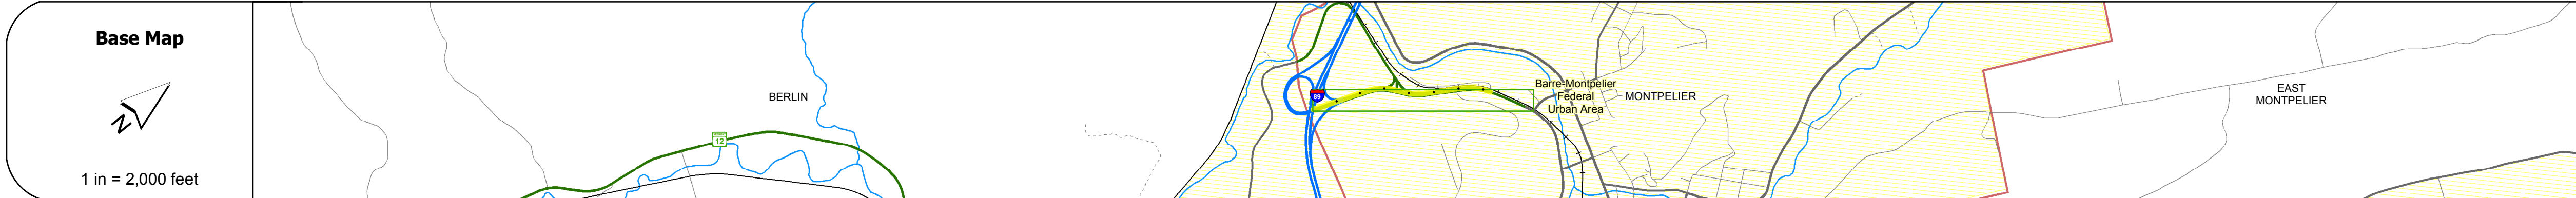 Base Map
N
1 in = 2,000 feet
BERLIN
12
89
Barre-Montpelier
Federal
Urban Area
MONTPELIER
EAST
MONTPELIER